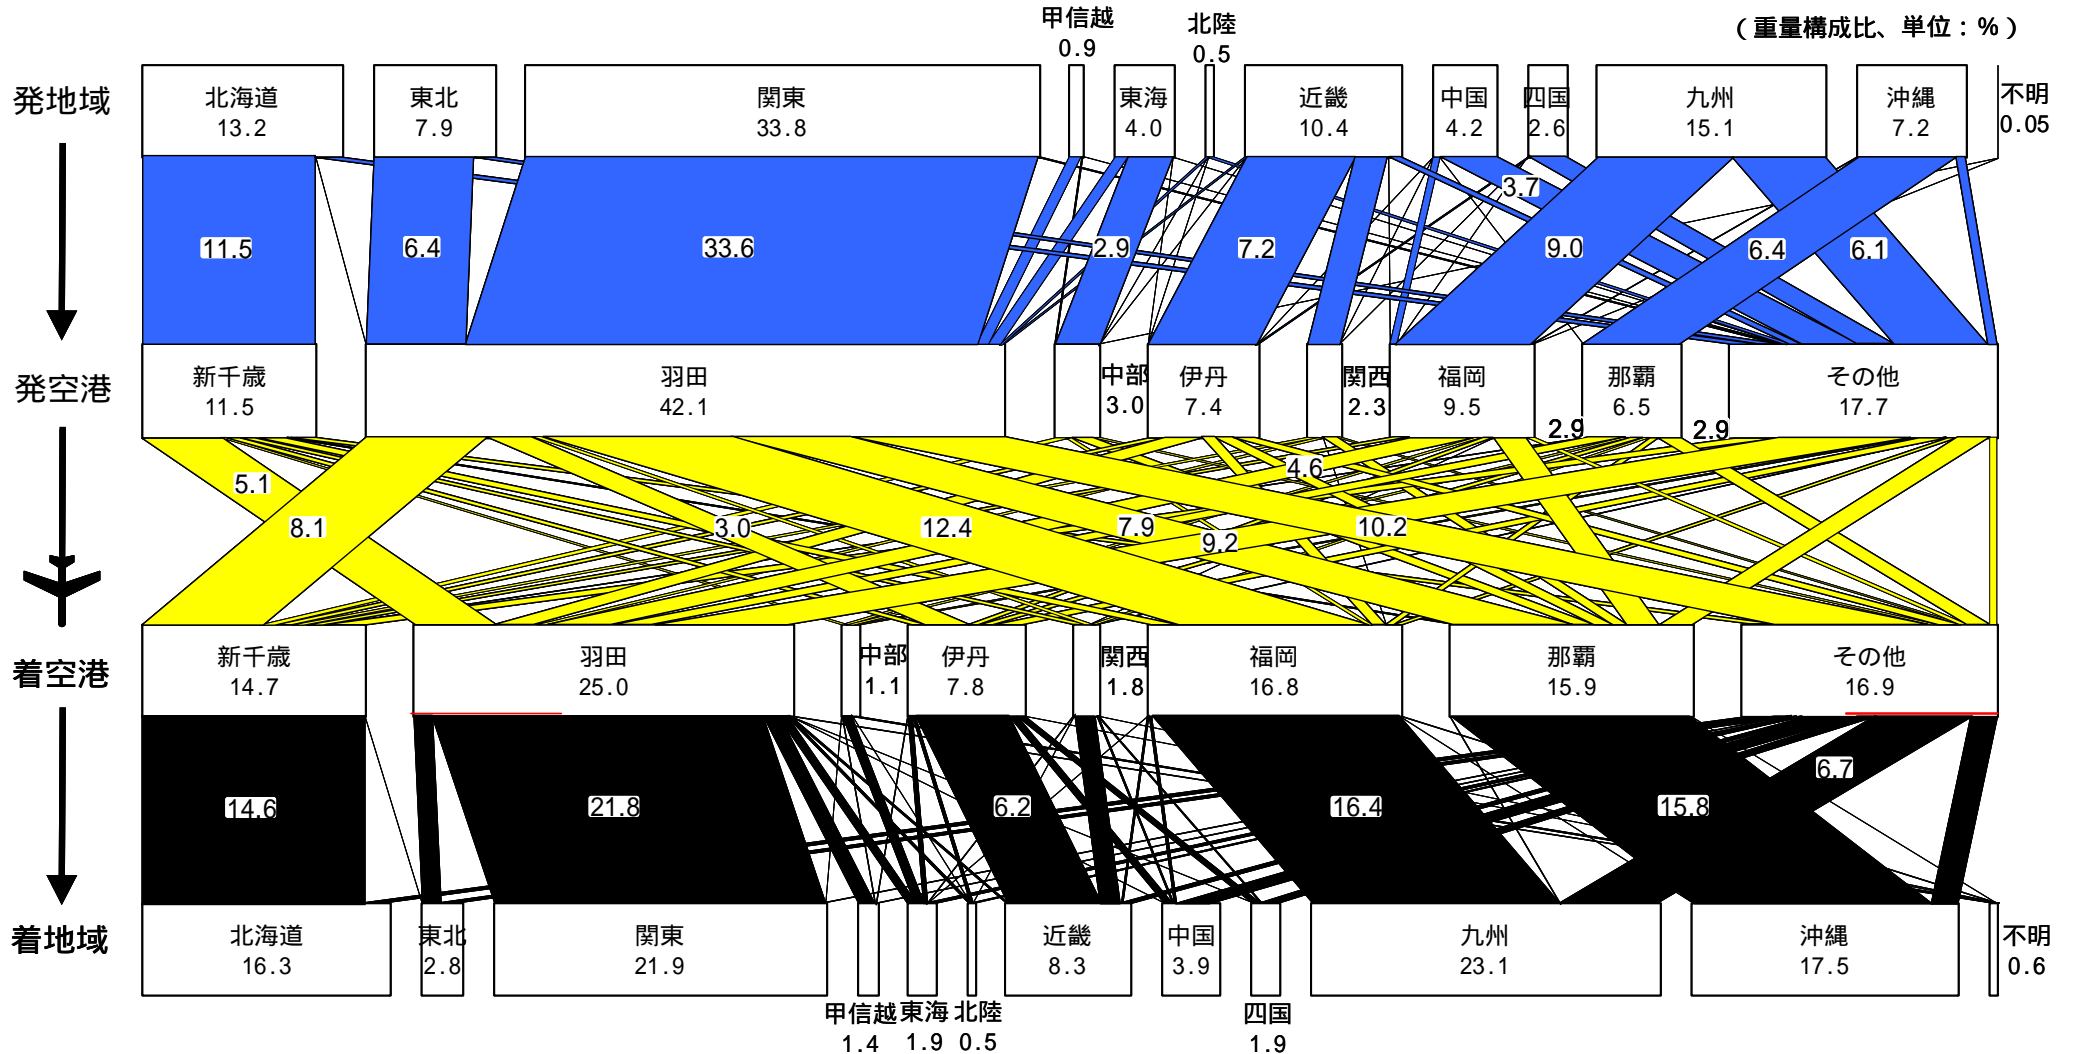 (重量構成比、単位：％)
甲信越
0.9
北陸
0.5
発地域
北海道
13.2
東北
7.9
関東
33.8
東海
4.0
近畿
10.4
中国
4.2
四国
2.6
九州
15.1
沖縄
7.2
不明
0.05
3.7
11.5
6.4
33.6
2.9
7.2
9.0
6.4
6.1
発空港
新千歳
11.5
羽田
42.1
中部
3.0
伊丹
7.4
関西
2.3
福岡
9.5
那覇
6.5
その他
17.7
2.9
2.9
4.6
5.1
8.1
3.0
12.4
7.9
9.2
10.2
着空港
新千歳
14.7
羽田
25.0
中部
1.1
伊丹
7.8
関西
1.8
福岡
16.8
那覇
15.9
その他
16.9
6.7
14.6
21.8
6.2
16.4
15.8
着地域
北海道
16.3
東北
2.8
関東
21.9
近畿
8.3
中国
3.9
九州
23.1
沖縄
17.5
不明
0.6
甲信越
1.4
東海
1.9
北陸
0.5
四国
1.9